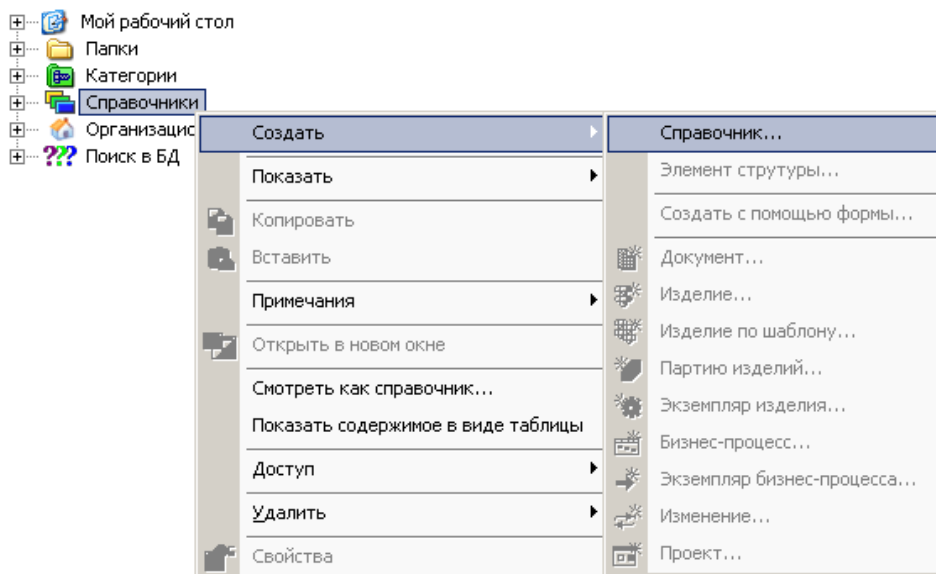 Мой рабочий стол
Папки
Категории
Справочники
Организацис
??? Поиск в БД
Создать
Показать
Копировать
Вставить
Примечания
Открыть в новом окне
Смотреть как справочник...
Показать содержимое в виде таблицы
Доступ
Удалить
Свойства
Справочник...
Элемент струтуры...
Создать с помощью формы...
Документ...
Изделие...
Изделие по шаблону...
Партию изделий...
Экземпляр изделия...
Бизнес-процесс...
Экземпляр бизнес-процесса...
Изменение...
Проект...